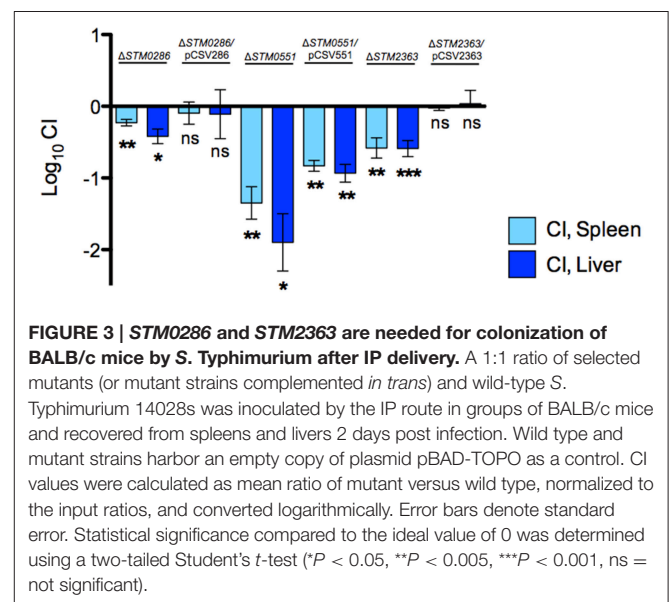 1
0
-1
-2
Log10 CI
ΔSTM0286
ΔSTM0286/
pCSV286
ΔSTM0551
ΔSTM0551/
pCSV551
ΔSTM2363
ΔSTM2363/
pCSV2363
** * ns ns ** * ** ** ** *** ns ns
CI, Spleen
CI, Liver
FIGURE 3 | STM0286 and STM2363 are needed for colonization of
BALB/c mice by S. Typhimurium after IP delivery. A 1:1 ratio of selected
mutants (or mutant strains complemented in trans) and wild-type S.
Typhimurium 14028s was inoculated by the IP route in groups of BALB/c mice
and recovered from spleens and livers 2 days post infection. Wild type and
mutant strains harbor an empty copy of plasmid pBAD-TOPO as a control. CI
values were calculated as mean ratio of mutant versus wild type, normalized to
the input ratios, and converted logarithmically. Error bars denote standard
error. Statistical significance compared to the ideal value of 0 was determined
using a two-tailed Student's t-test (*P < 0.05, **P < 0.005, ***P < 0.001, ns =
not significant).